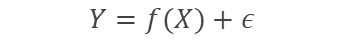 Y = f(X) + ϵ